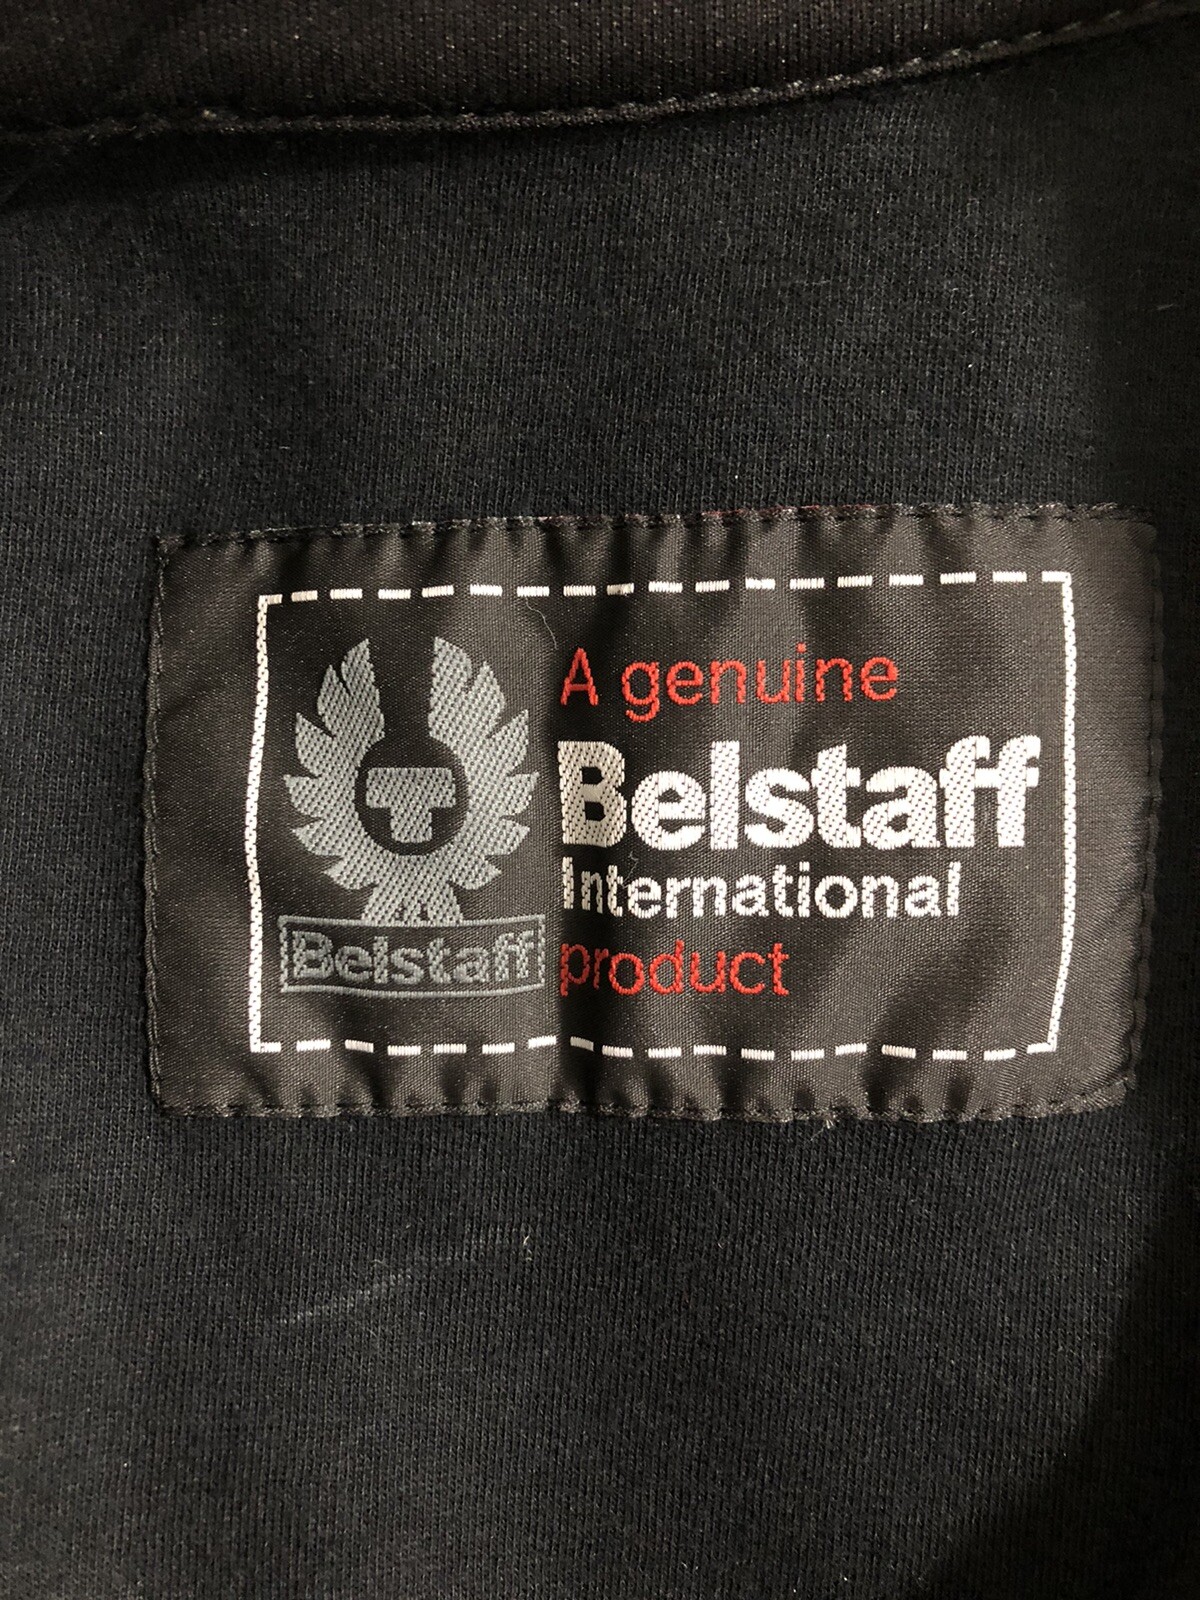 A genuine
Belstaff
International
product
T
Belstaff